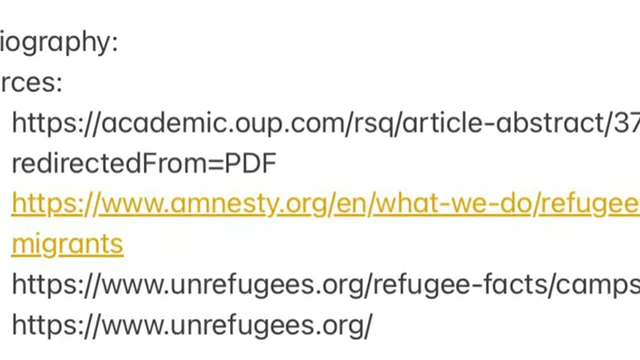 iography:
rces:
https://academic.oup.com/rsq/article-abstract/37
redirectedFrom=PDF
https://www.amnesty.org/en/what-we-do/refugee
migrants
https://www.unrefugees.org/refugee-facts/camps
https://www.unrefugees.org/